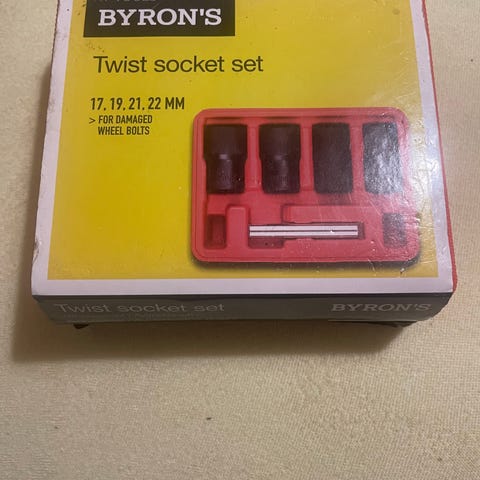 BYRON'S
Twist socket set
17, 19, 21, 22 MM
> FOR DAMAGED
WHEEL BOLTS
Twist socket set
BYRON'S